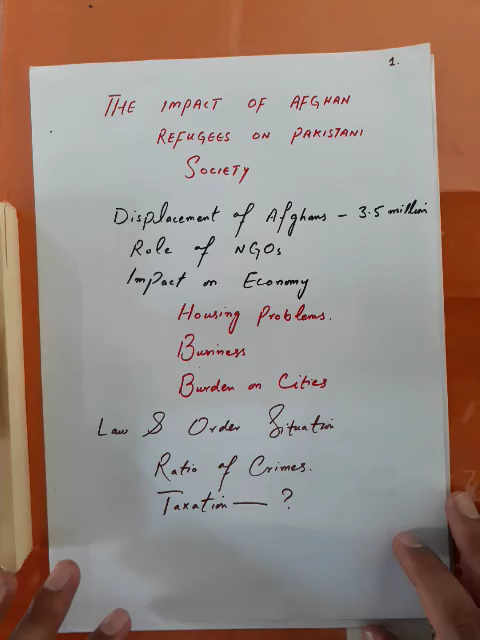 1.
THE IMPACT OF AFGHAN
REFUGEES ON PAKISTANI
SOCIETY
Displacement of Afghans – 3.5 million
Role of NGOs
Impact on Economy
Housing Problems.
Business
Burden on Cities
Law & Order Situation
Ratio of Crimes.
Taxation — ?